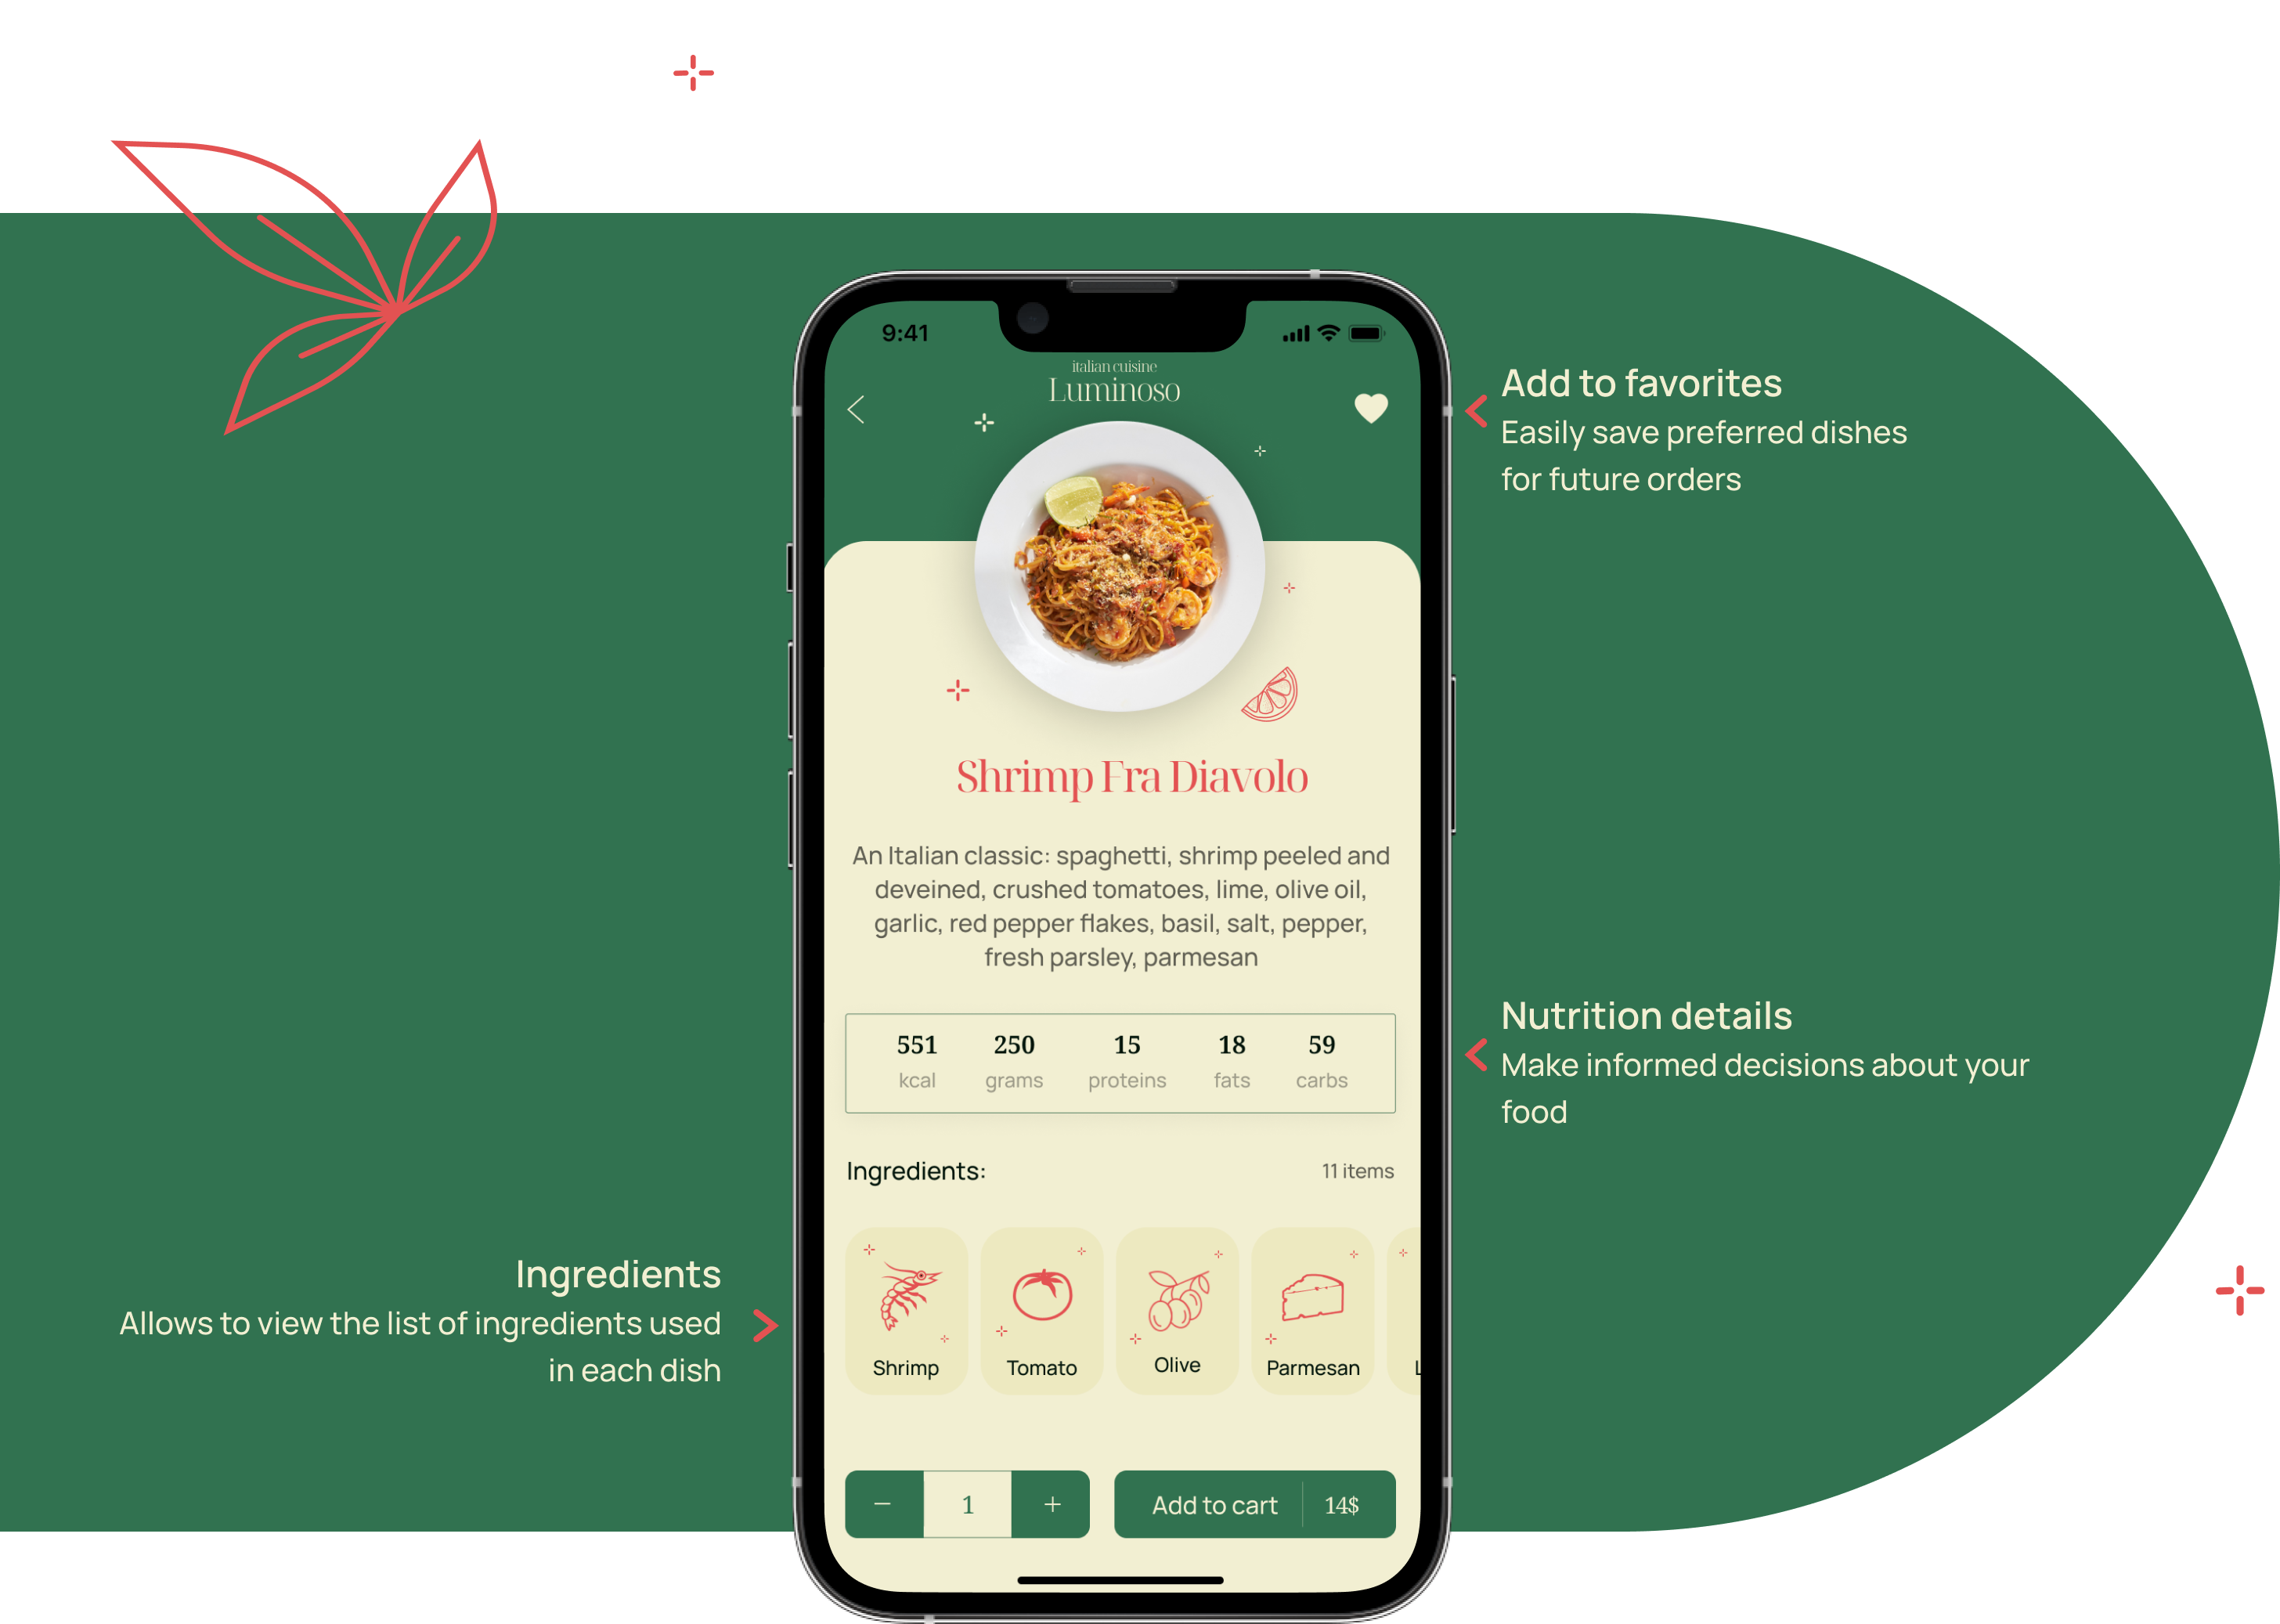 9:41
italian cuisine
Luminoso
Add to favorites
Easily save preferred dishes
for future orders
Shrimp Fra Diavolo
An Italian classic: spaghetti, shrimp peeled and
deveined, crushed tomatoes, lime, olive oil,
garlic, red pepper flakes, basil, salt, pepper,
fresh parsley, parmesan
Nutrition details
Make informed decisions about your
food
551 250 15 18 59
kcal grams proteins fats carbs
Ingredients: 11 items
Ingredients
Allows to view the list of ingredients used
in each dish
Shrimp Tomato Olive Parmesan
− 1 + Add to cart 14$